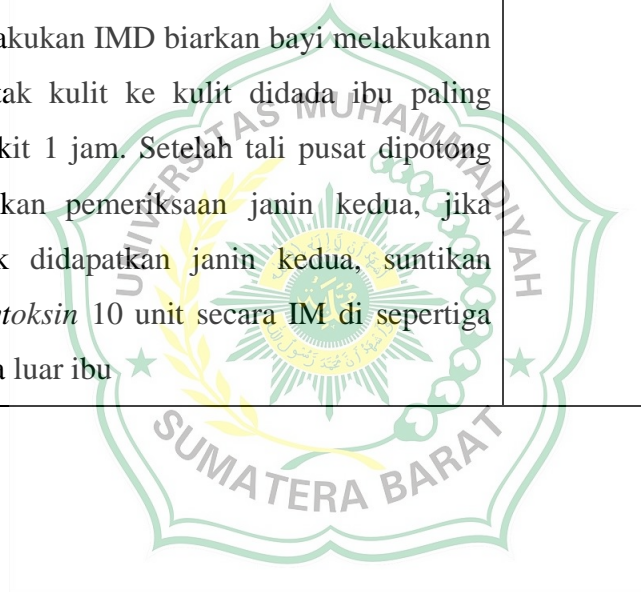 akukan IMD biarkan bayi melakukann
tak kulit ke kulit didada ibu paling
kit 1 jam. Setelah tali pusat dipotong
kan pemeriksaan janin kedua, jika
k didapatkan janin kedua, suntikan
toksin 10 unit secara IM di sepertiga
luar ibu
UNIVERSITAS MUHAMMADIYAH
SUMATERA BARAT